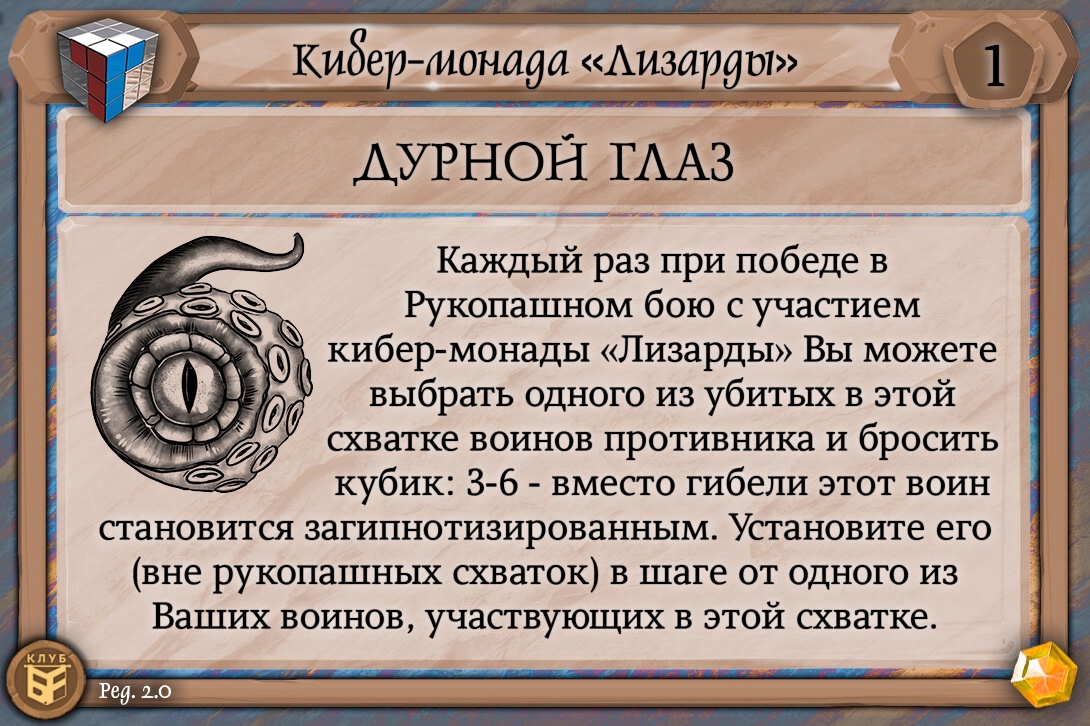 Кибер-монада «Лизарды»
1
ДУРНОЙ ГЛАЗ
Каждый раз при победе в
Рукопашном бою с участием
кибер-монады «Лизарды» Вы можете
выбрать одного из убитых в этой
схватке воинов противника и бросить
кубик: 3-6 - вместо гибели этот воин
становится загипнотизированным. Установите его
(вне рукопашных схваток) в шаге от одного из
Ваших воинов, участвующих в этой схватке.
КЛУБ
Ред. 2.0